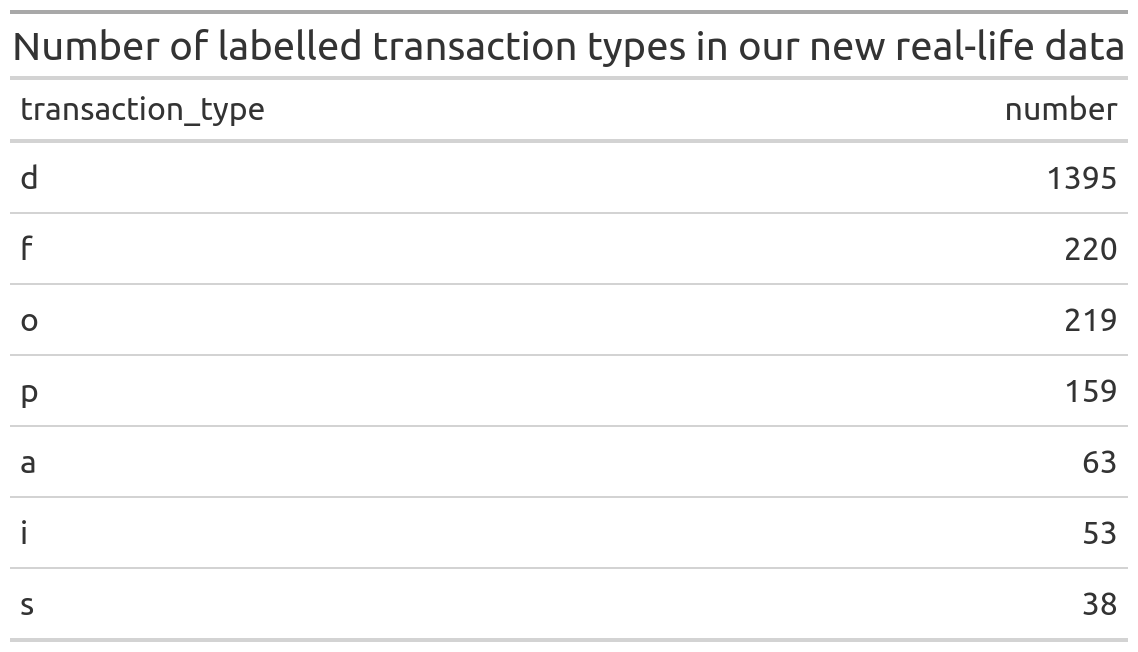 Number of labelled transaction types in our new real-life data
transaction_type number
d 1395
f 220
o 219
p 159
a 63
i 53
s 38